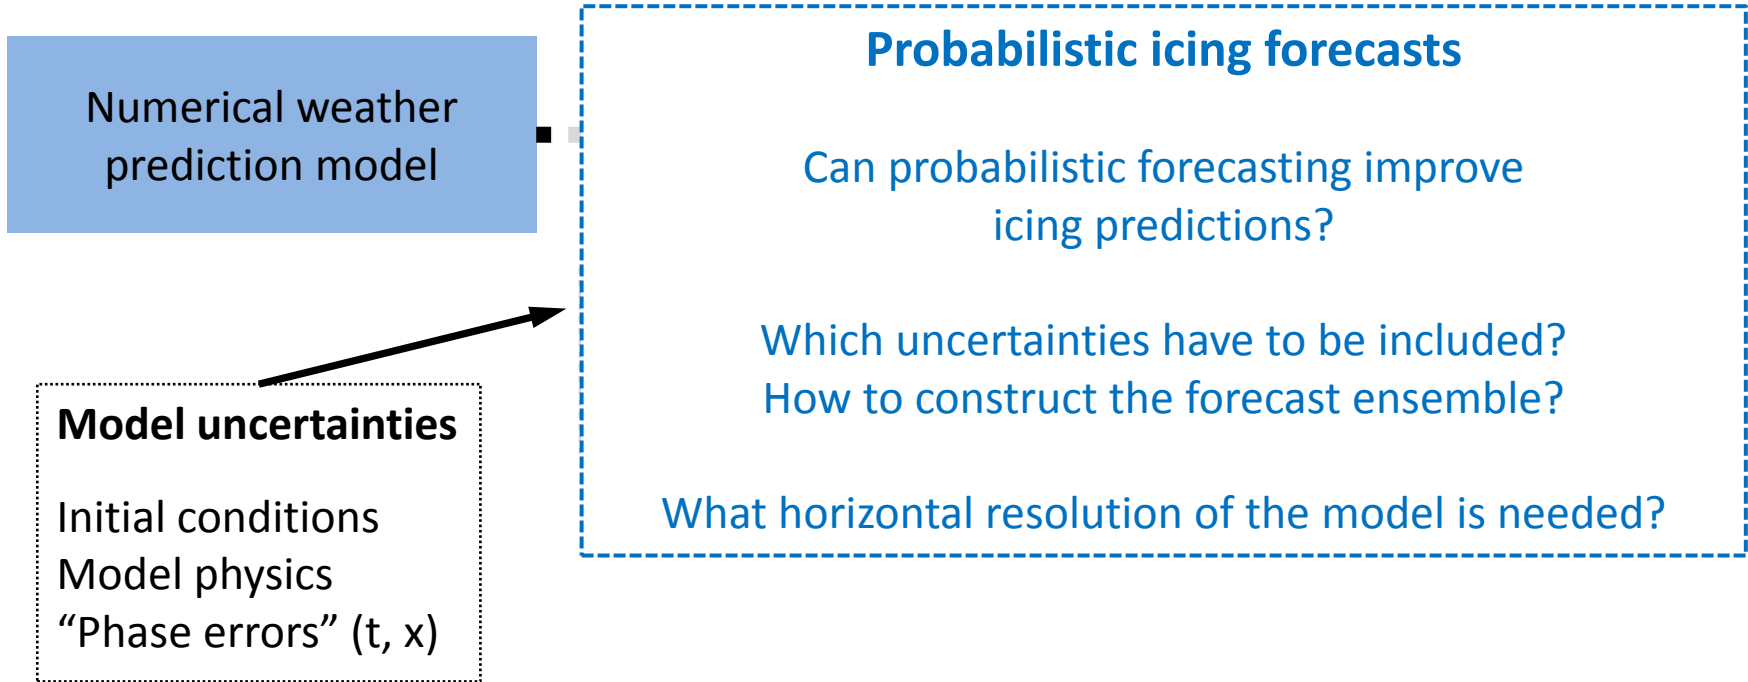 Numerical weather
prediction model
Probabilistic icing forecasts
Can probabilistic forecasting improve
icing predictions?
Which uncertainties have to be included?
How to construct the forecast ensemble?
What horizontal resolution of the model is needed?
Model uncertainties
Initial conditions
Model physics
“Phase errors” (t, x)